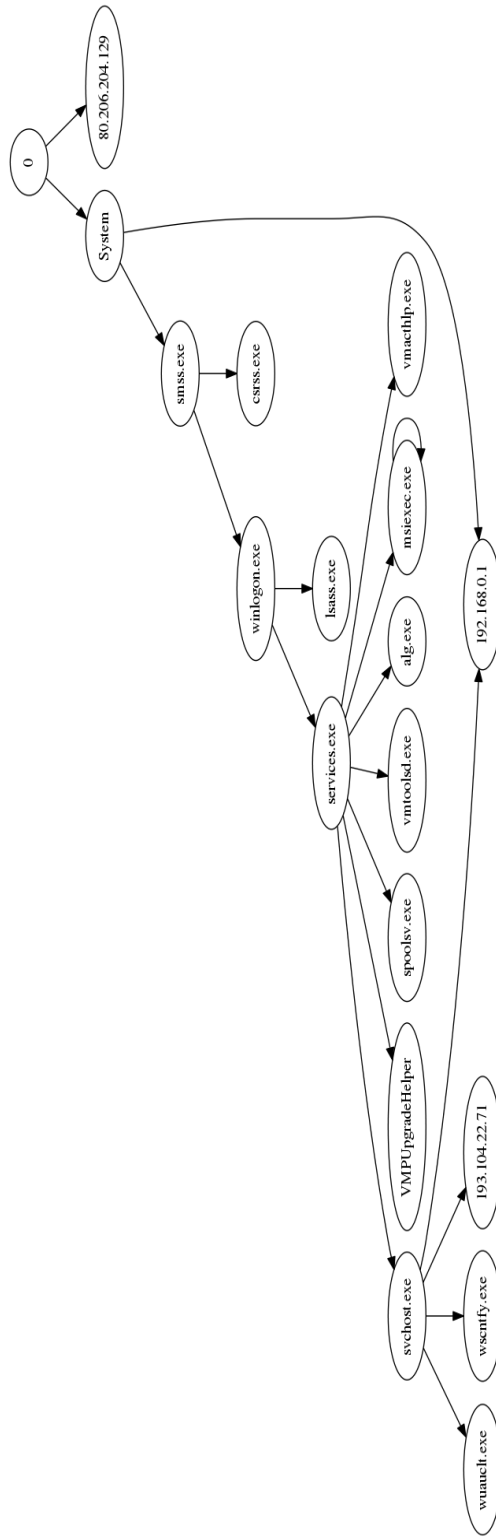 0
80.206.204.129
System
smss.exe
csrss.exe
winlogon.exe
lsass.exe
services.exe
vmacthlp.exe
msiexec.exe
alg.exe
vmtoolsd.exe
spoolsv.exe
VMPUpgradeHelper
svchost.exe
192.168.0.1
193.104.22.71
wscntfy.exe
wuauclt.exe